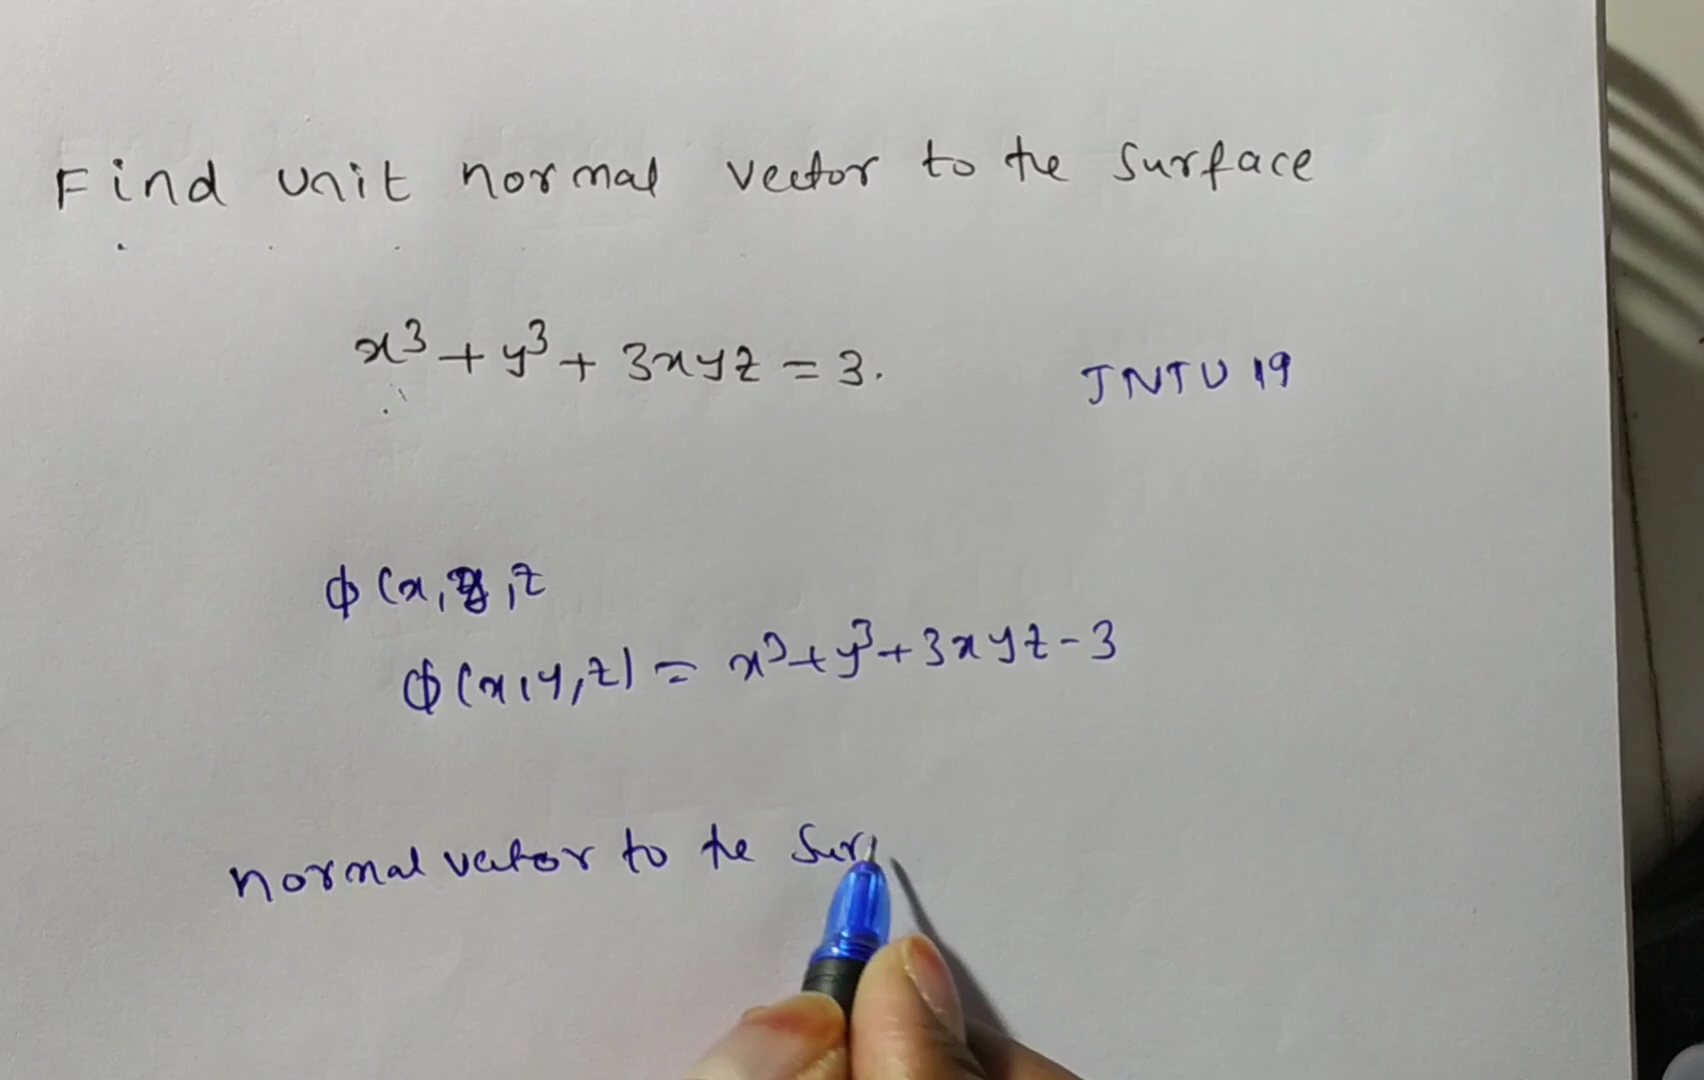 Find unit normal vector to the surface
x³ + y³ + 3xyz = 3.
JNTU 19
φ(x, y, z
φ(x, y, z) = x³ + y³ + 3xyz - 3
normal vector to the Sur